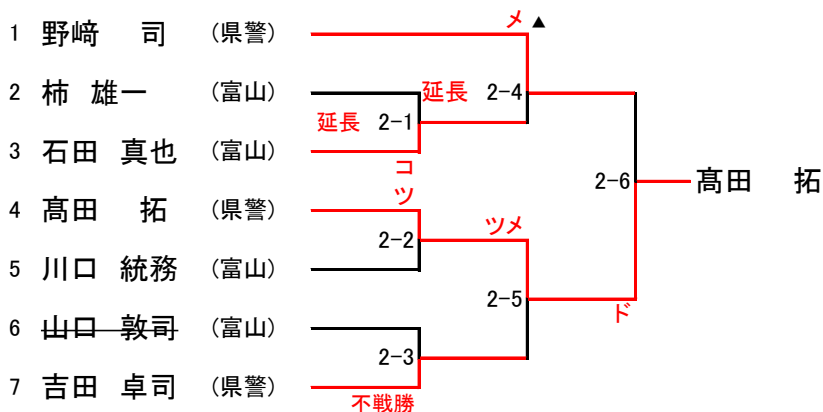 メ ▲
1 野﨑 司 (県警)
2 柿 雄一 (富山) 延長 2-4
延長 2-1
3 石田 真也 (富山)
コ
2-6 髙田 拓
ツ
4 髙田 拓 (県警)
2-2 ツメ
5 川口 統務 (富山)
2-5
ド
6 山口 敦司 (富山)
2-3
7 吉田 卓司 (県警)
不戦勝